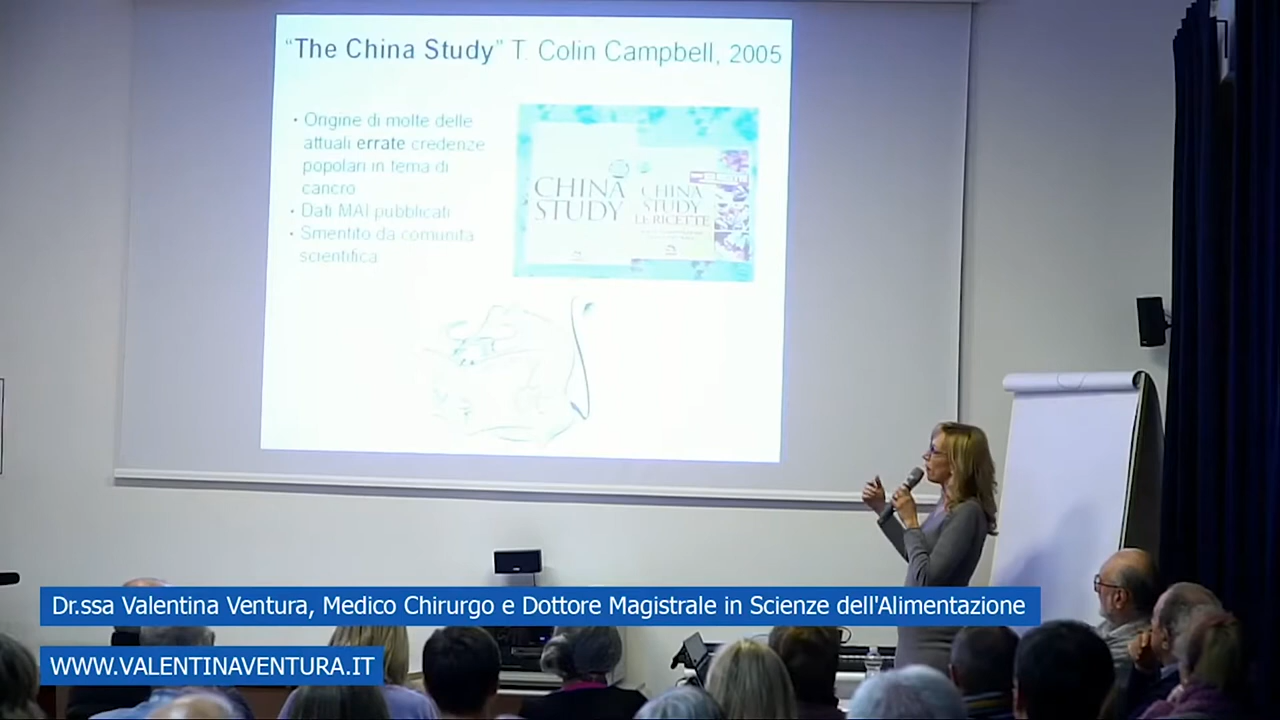 “The China Study” T. Colin Campbell, 2005
• Origine di molte delle
attuali errate credenze
popolari in tema di
cancro
• Dati MAI pubblicati
• Smentito da comunità
scientifica
CHINA
STUDY
CHINA
STUDY
LE RICETTE
Dr.ssa Valentina Ventura, Medico Chirurgo e Dottore Magistrale in Scienze dell'Alimentazione
WWW.VALENTINAVENTURA.IT